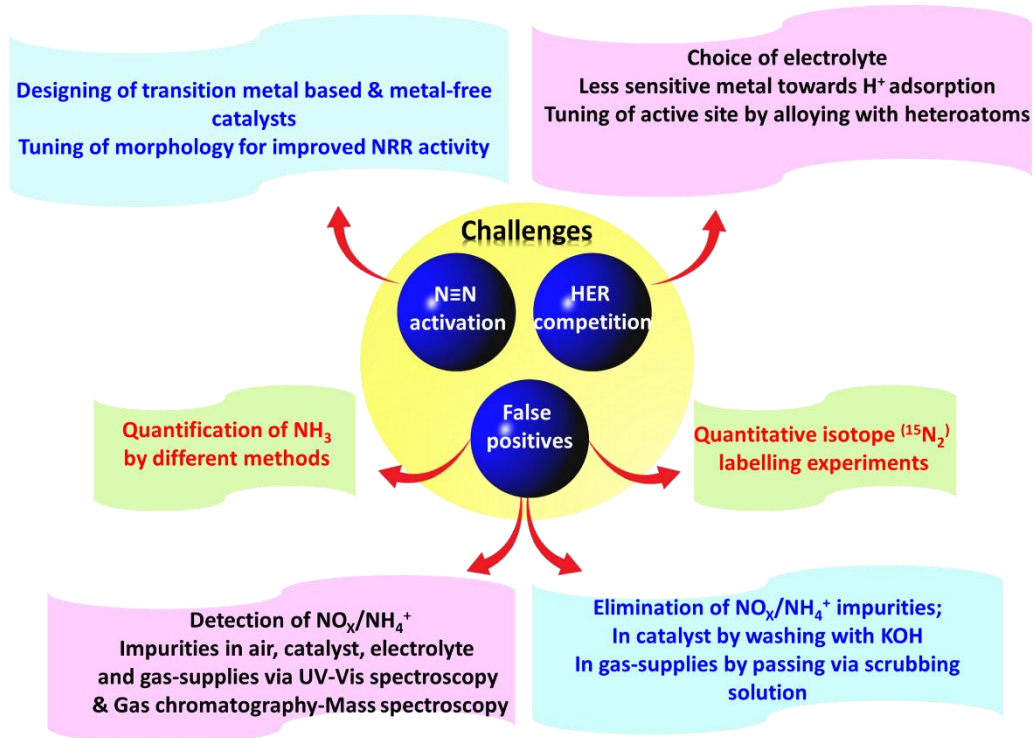 Designing of transition metal based & metal-free
catalysts
Tuning of morphology for improved NRR activity
Choice of electrolyte
Less sensitive metal towards H⁺ adsorption
Tuning of active site by alloying with heteroatoms
Challenges
N≡N
activation
HER
competition
False
positives
Quantification of NH₃
by different methods
Quantitative isotope (¹⁵N₂)
labelling experiments
Detection of NOₓ/NH₄⁺
Impurities in air, catalyst, electrolyte
and gas-supplies via UV-Vis spectroscopy
& Gas chromatography-Mass spectroscopy
Elimination of NOₓ/NH₄⁺ impurities;
In catalyst by washing with KOH
In gas-supplies by passing via scrubbing
solution